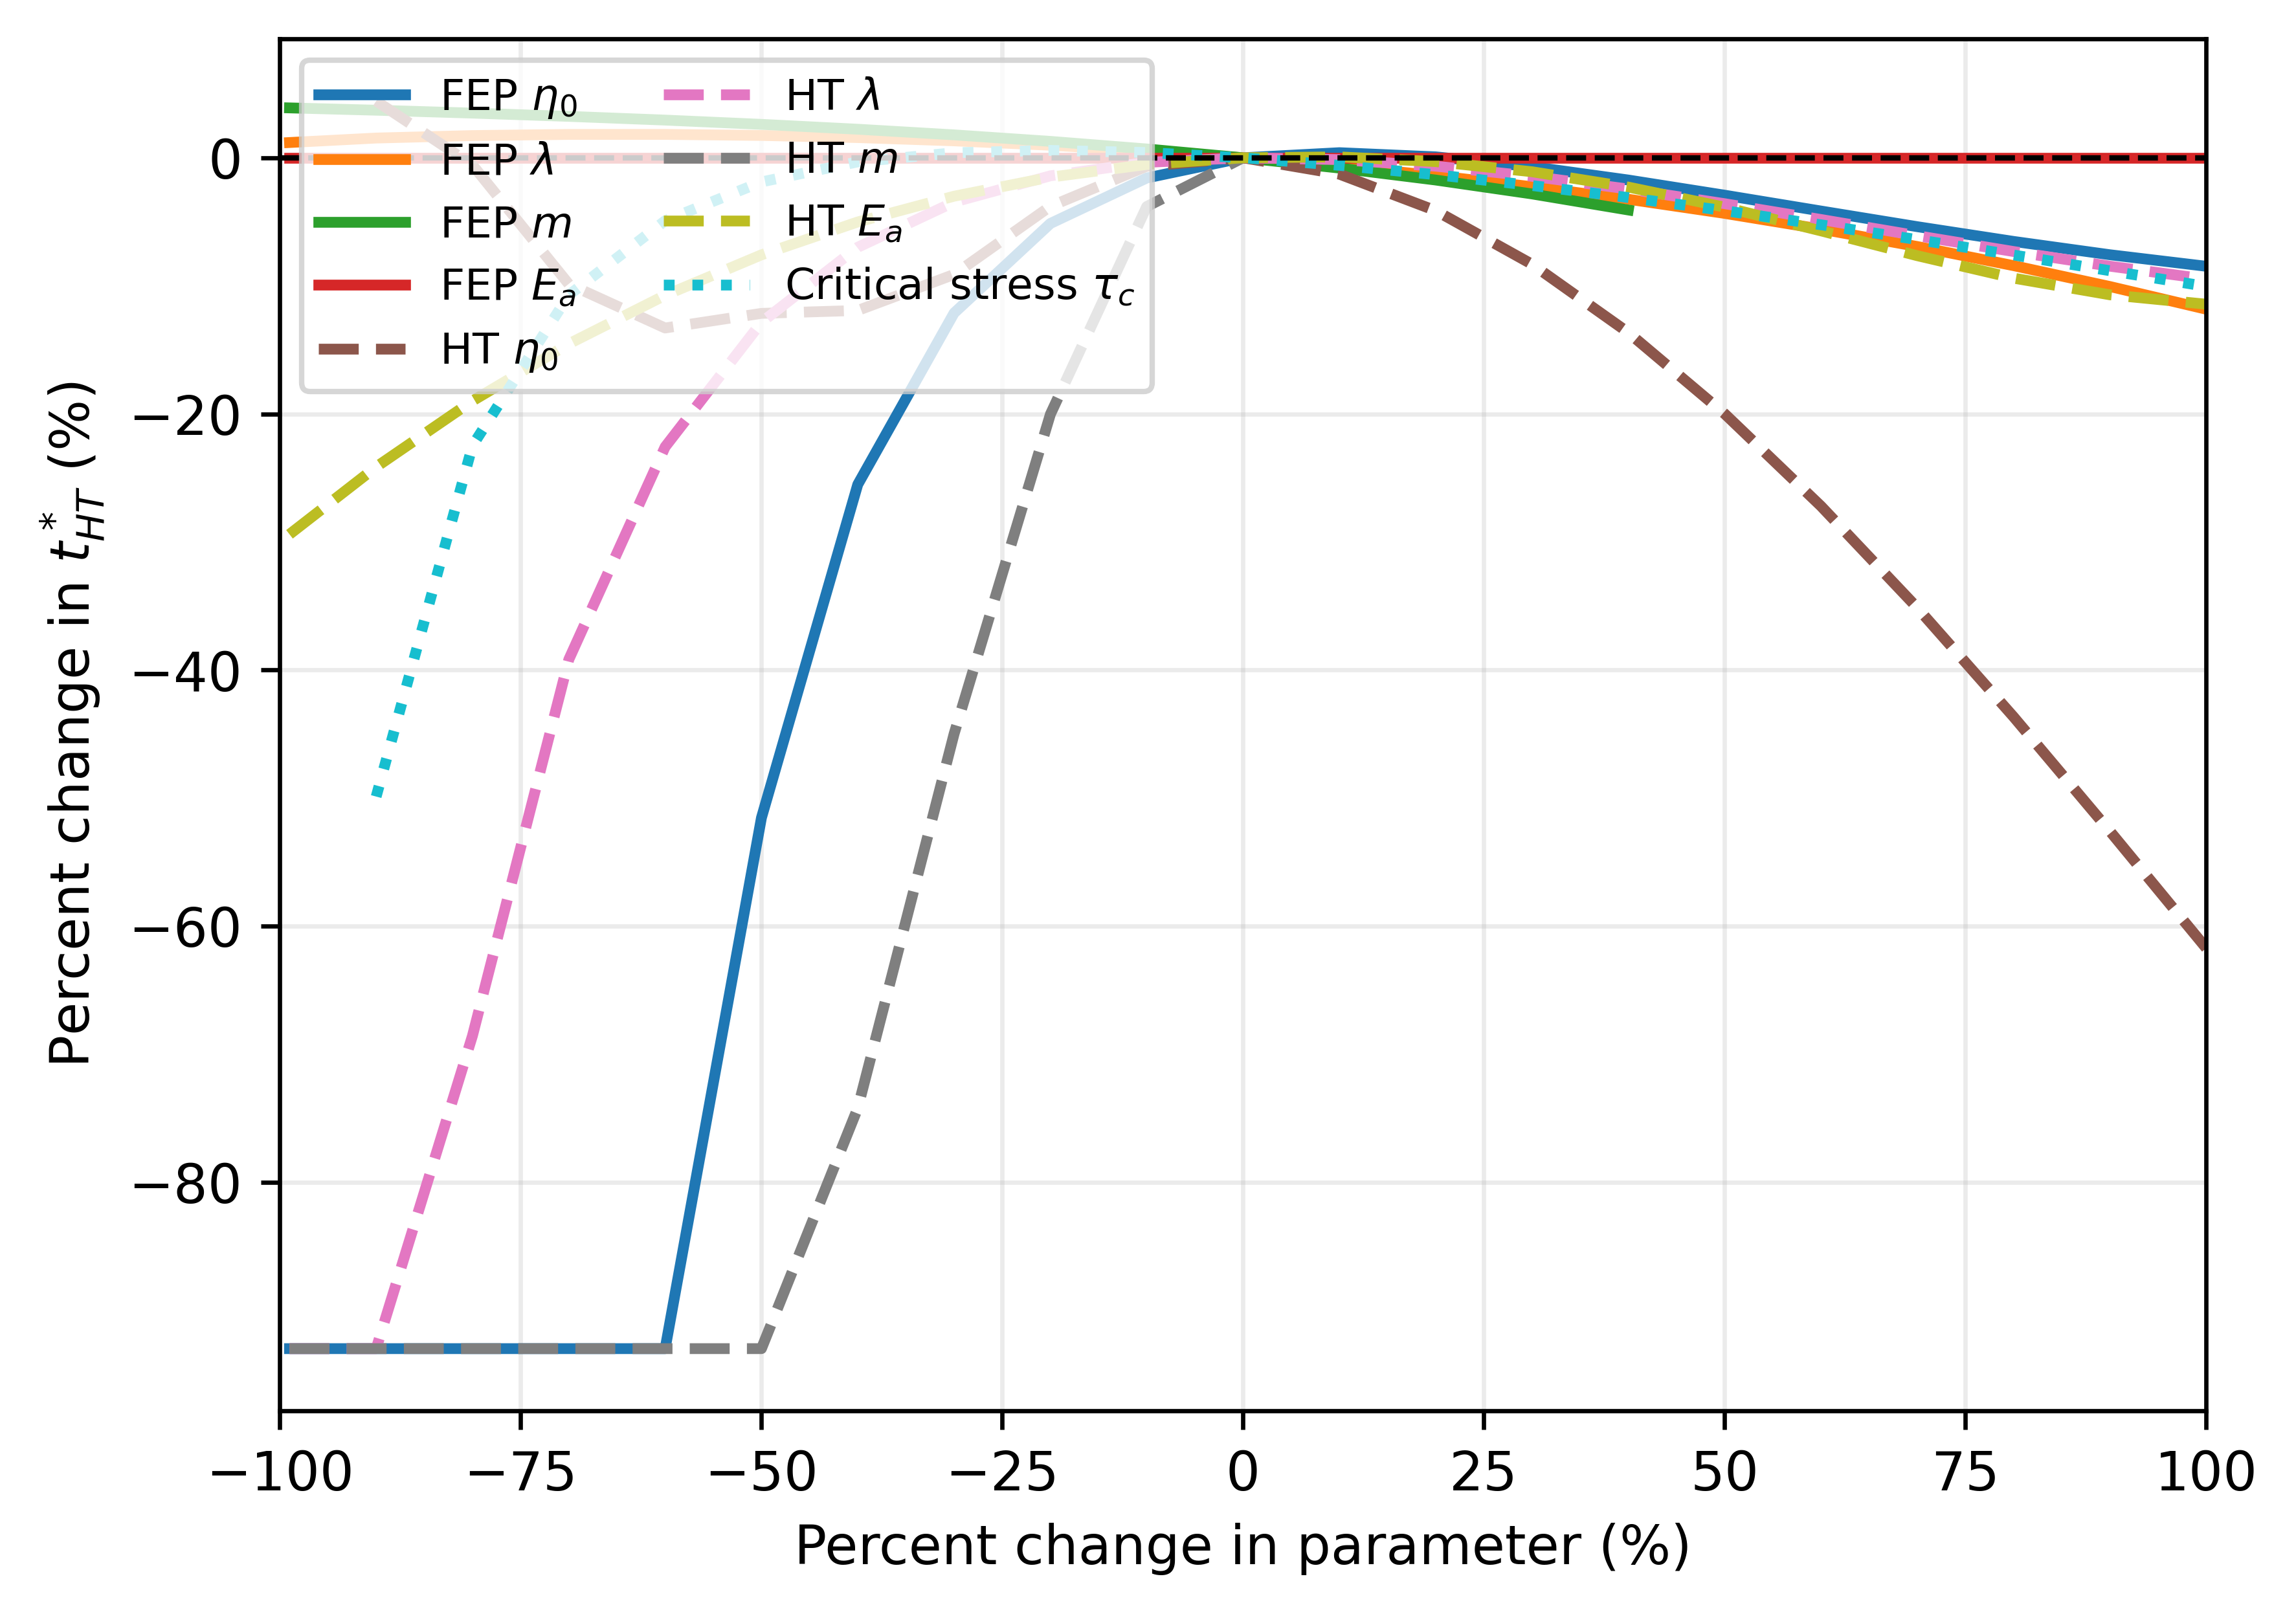 FEP η₀
FEP λ
FEP m
FEP Eₐ
HT η₀
HT λ
HT m
HT Eₐ
Critical stress τ_c
Percent change in t*_HT (%)
0
−20
−40
−60
−80
−100
−75
−50
−25
0
25
50
75
100
Percent change in parameter (%)